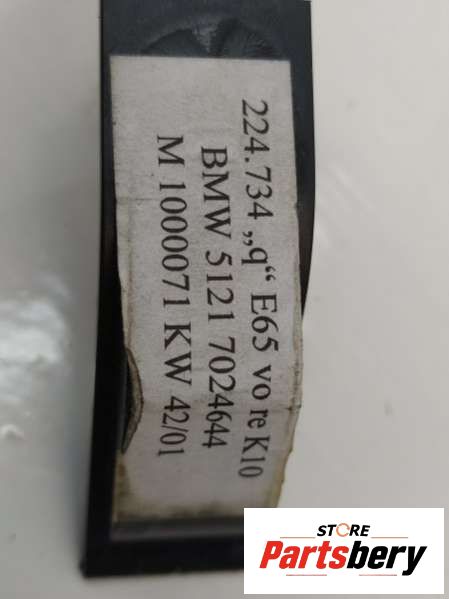 224.734 „q“ E65 vo re K10
BMW 5121 7024644
M 1000071 KW 42/01
STORE
Partsbery